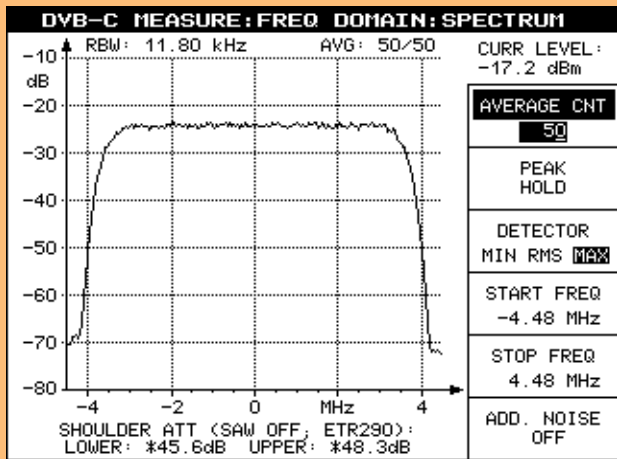 DVB-C MEASURE:FREQ DOMAIN:SPECTRUM
RBW: 11.80 kHz AVG: 50/50
CURR LEVEL:
-17.2 dBm
-10
dB
-20
-30
-40
-50
-60
-70
-80
-4 -2 0 MHz 4
SHOULDER ATT (SAW OFF, ETR290):
LOWER: *45.6dB UPPER: *48.3dB
AVERAGE CNT
50
PEAK
HOLD
DETECTOR
MIN RMS MAX
START FREQ
-4.48 MHz
STOP FREQ
4.48 MHz
ADD. NOISE
OFF